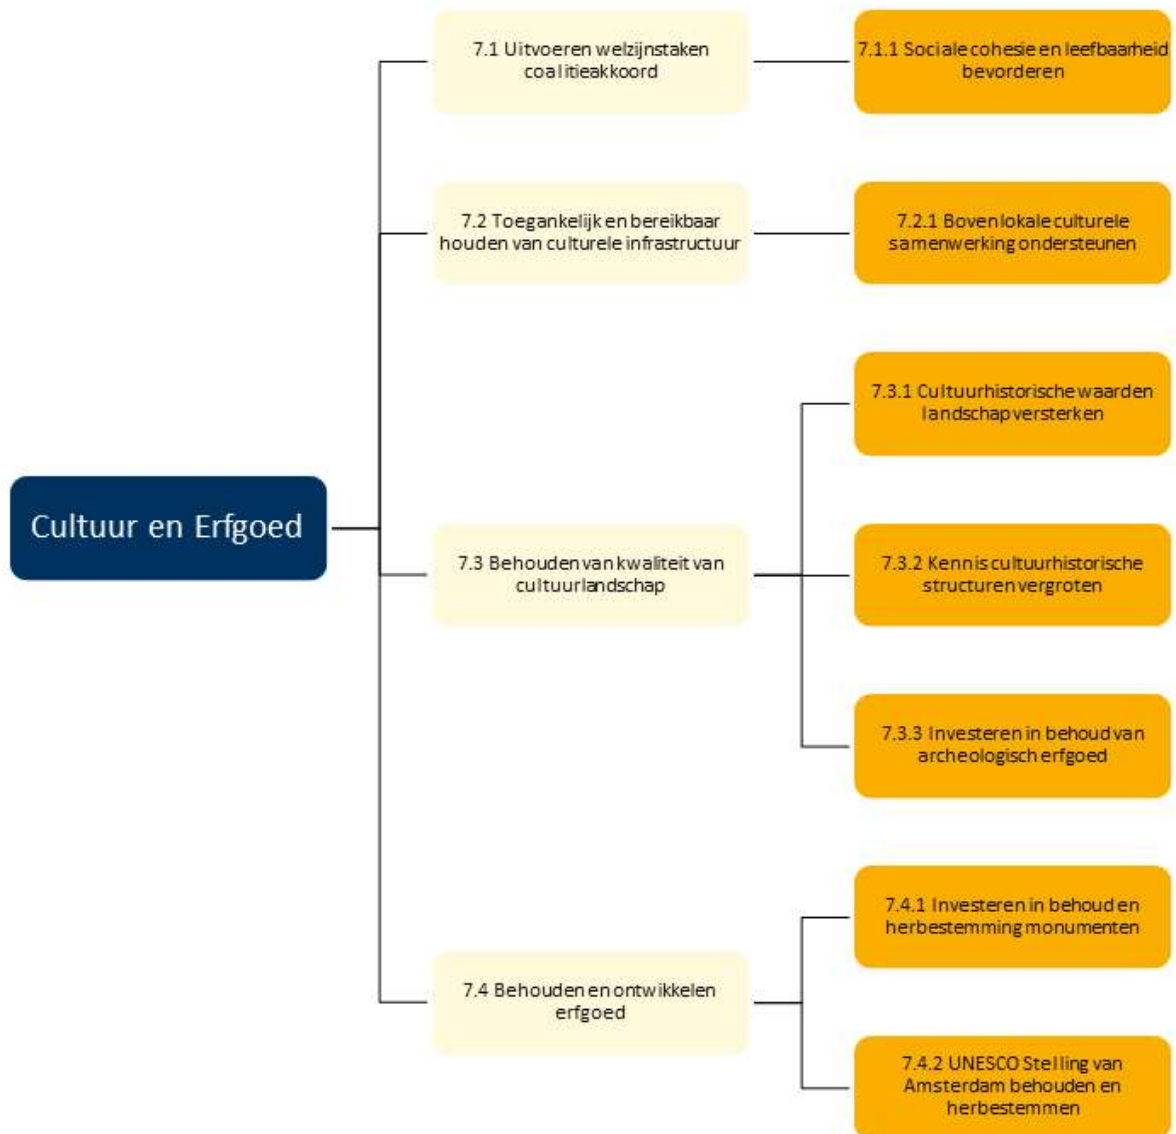 Cultuur en Erfgoed
7.1 Uitvoeren welzijnstaken
coalitieakkoord
7.1.1 Sociale cohesie en leefbaarheid
bevorderen
7.2 Toegankelijk en bereikbaar
houden van culturele infrastructuur
7.2.1 Boven lokale culturele
samenwerking ondersteunen
7.3 Behouden van kwaliteit van
cultuurlandschap
7.3.1 Cultuurhistorische waarden
landschap versterken
7.3.2 Kennis cultuurhistorische
structuren vergroten
7.3.3 Investeren in behoud van
archeologisch erfgoed
7.4 Behouden en ontwikkelen
erfgoed
7.4.1 Investeren in behoud en
herbestemming monumenten
7.4.2 UNESCO Stelling van
Amsterdam behouden en
herbestemmen